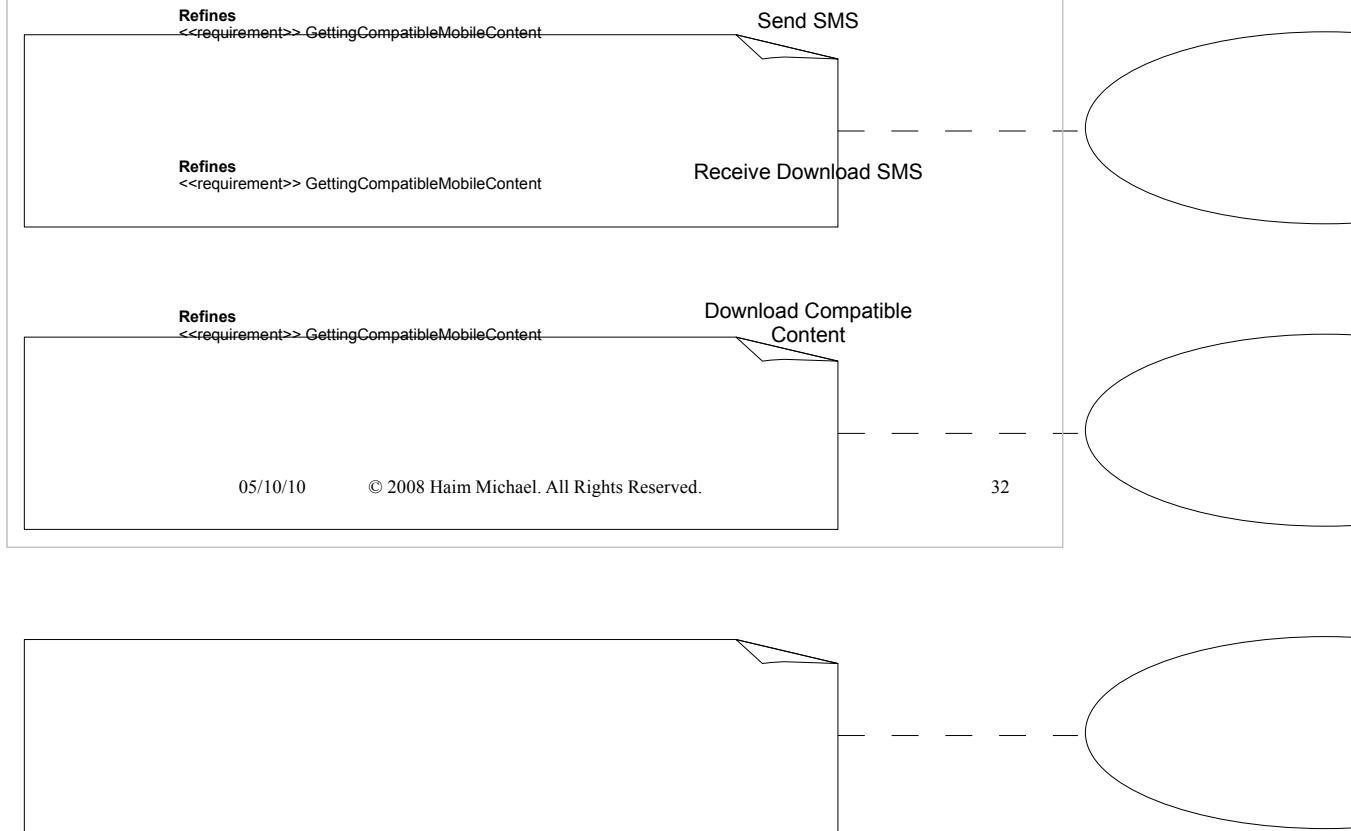 Refines
<<requirement>> GettingCompatibleMobileContent
Send SMS
Refines
<<requirement>> GettingCompatibleMobileContent
Receive Download SMS
Refines
<<requirement>> GettingCompatibleMobileContent
Download Compatible
Content
05/10/10 © 2008 Haim Michael. All Rights Reserved. 32